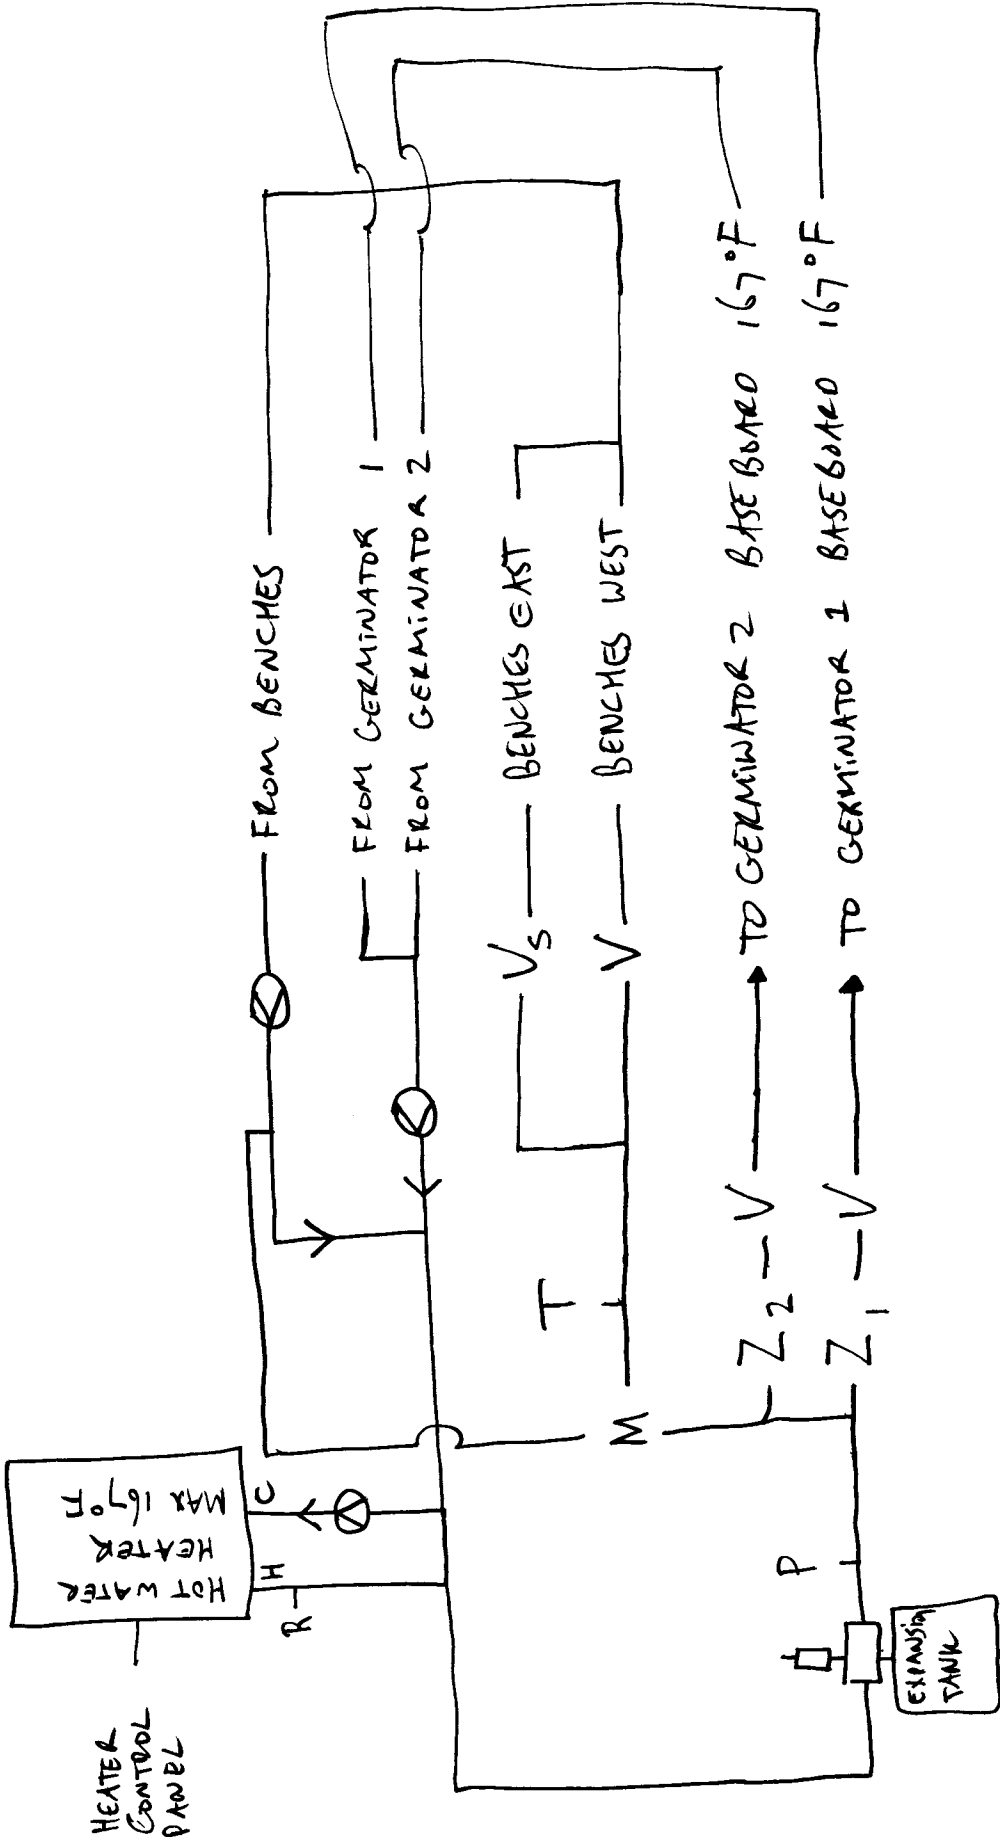 HEATER
CONTROL
PANEL
HOT WATER
HEATER
MAX 167°F
H
C
R
FROM BENCHES
FROM GERMINATOR 1
FROM GERMINATOR 2
T
M
Vs
BENCHES EAST
V
BENCHES WEST
Z2
V
TO GERMINATOR 2 BASEBOARD 167°F
P
Z1
V
TO GERMINATOR 1 BASEBOARD 167°F
EXPANSION
TANK